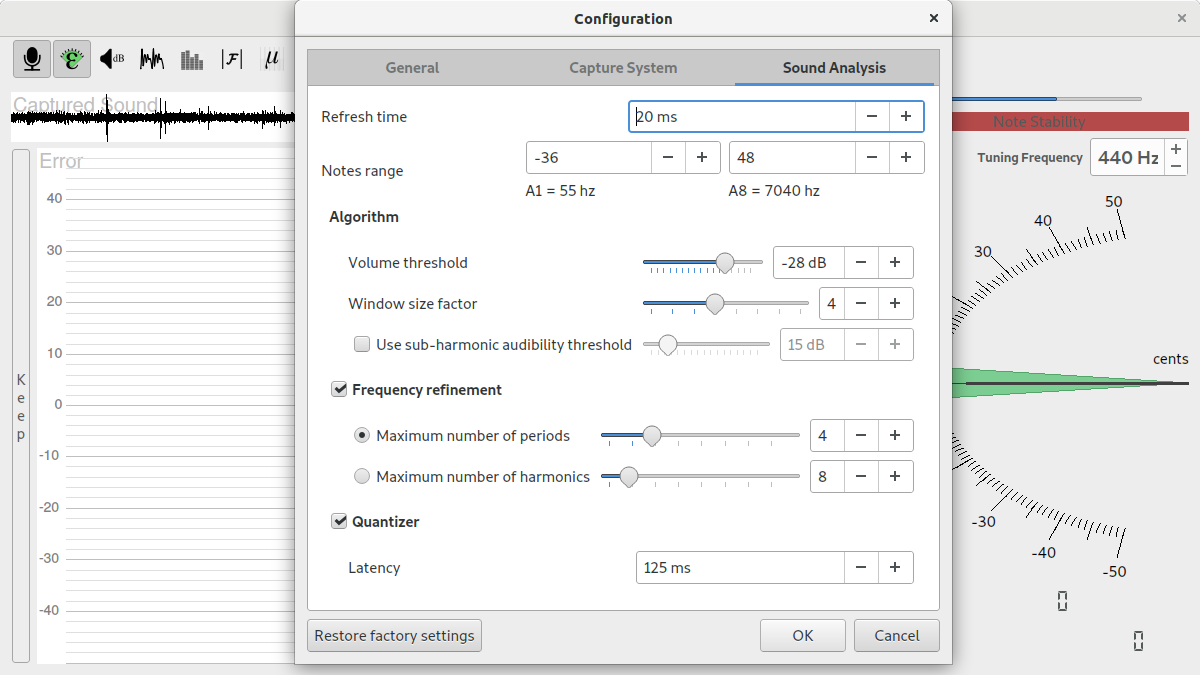 Configuration
dB
F
μ
General
Capture System
Sound Analysis
Captured Sound
Error
40
30
20
10
0
-10
-20
-30
-40
Keep
Refresh time
20 ms
Notes range
-36
48
A1 = 55 hz
A8 = 7040 hz
Algorithm
Volume threshold
-28 dB
Window size factor
4
Use sub-harmonic audibility threshold
15 dB
Frequency refinement
Maximum number of periods
4
Maximum number of harmonics
8
Quantizer
Latency
125 ms
Restore factory settings
OK
Cancel
Note Stability
Tuning Frequency
440 Hz
50
40
30
cents
-30
-40
-50
0
0